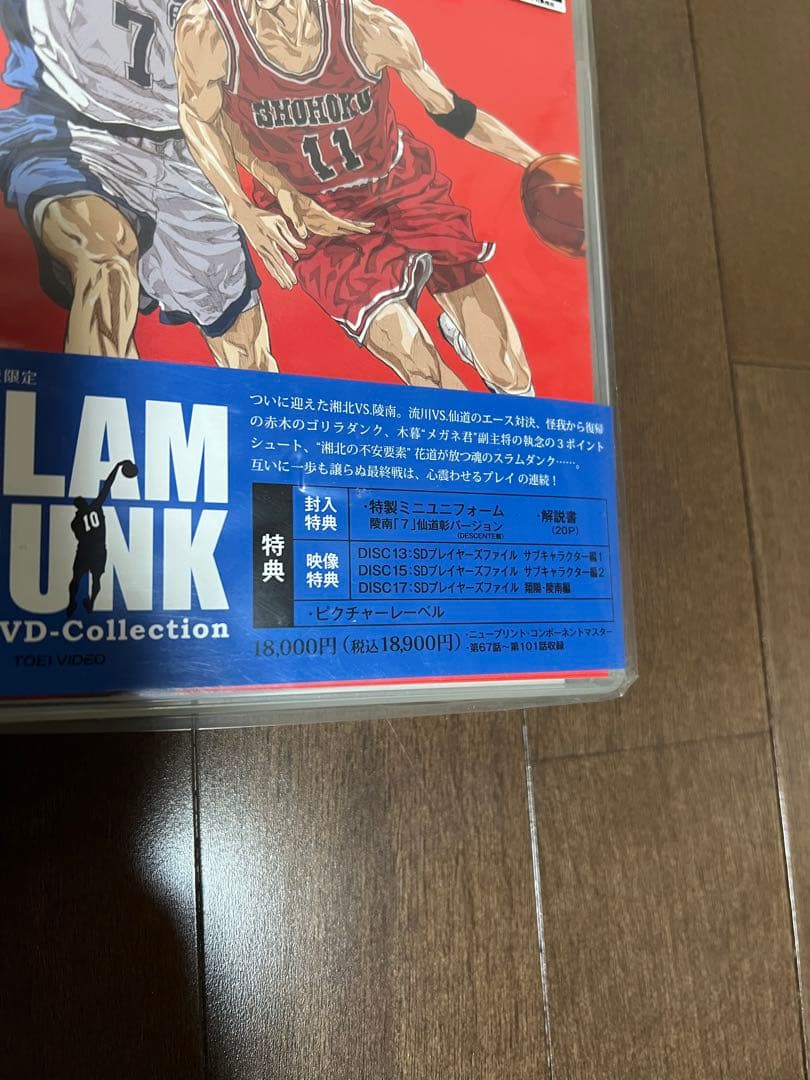 7
SHOHOKU
11
限定
LAM
UNK
10
VD-Collection
TOEI VIDEO
ついに迎えた湘北VS.陵南。流川VS.仙道のエース対決、怪我から復帰
の赤木のゴリラダンク、木暮“メガネ君”副主将の執念の3ポイント
シュート、“湘北の不安要素”花道が放つ魂のスラムダンク……。
互いに一歩も譲らぬ最終戦は、心震わせるプレイの連続！
特典
封入
特典
・特製ミニユニフォーム
陵南「7」仙道彰バージョン
(DESCENTE製)
・解説書
(20P)
映像
特典
DISC13:SDプレイヤーズファイル サブキャラクター編1
DISC15:SDプレイヤーズファイル サブキャラクター編2
DISC17:SDプレイヤーズファイル 翔陽・陵南編
・ピクチャーレーベル
18,000円(税込18,900円)
・ニュープリント・コンポーネントマスター
・第67話〜第101話収録